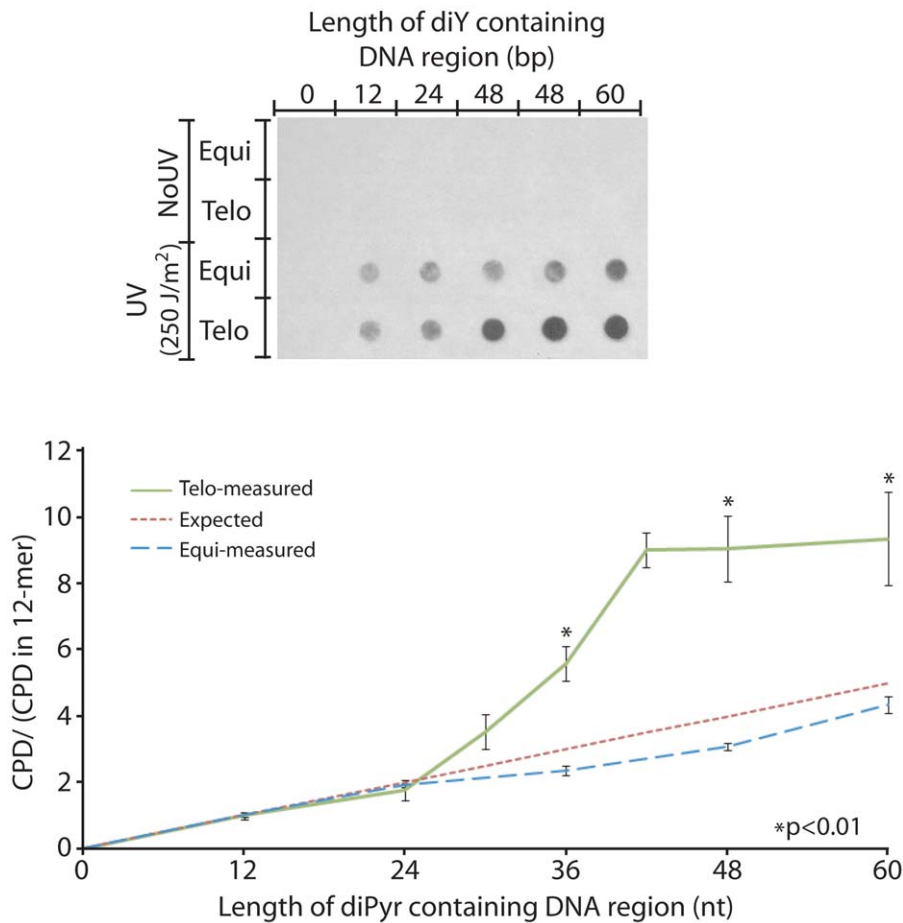 Length of diY containing
DNA region (bp)
0 12 24 48 48 60
NoUV
Equi
Telo
UV
(250 J/m²)
Equi
Telo
12
10
8
6
4
2
0
CPD/ (CPD in 12-mer)
Telo-measured
Expected
Equi-measured
*
*
*
*p<0.01
0 12 24 36 48 60
Length of diPyr containing DNA region (nt)